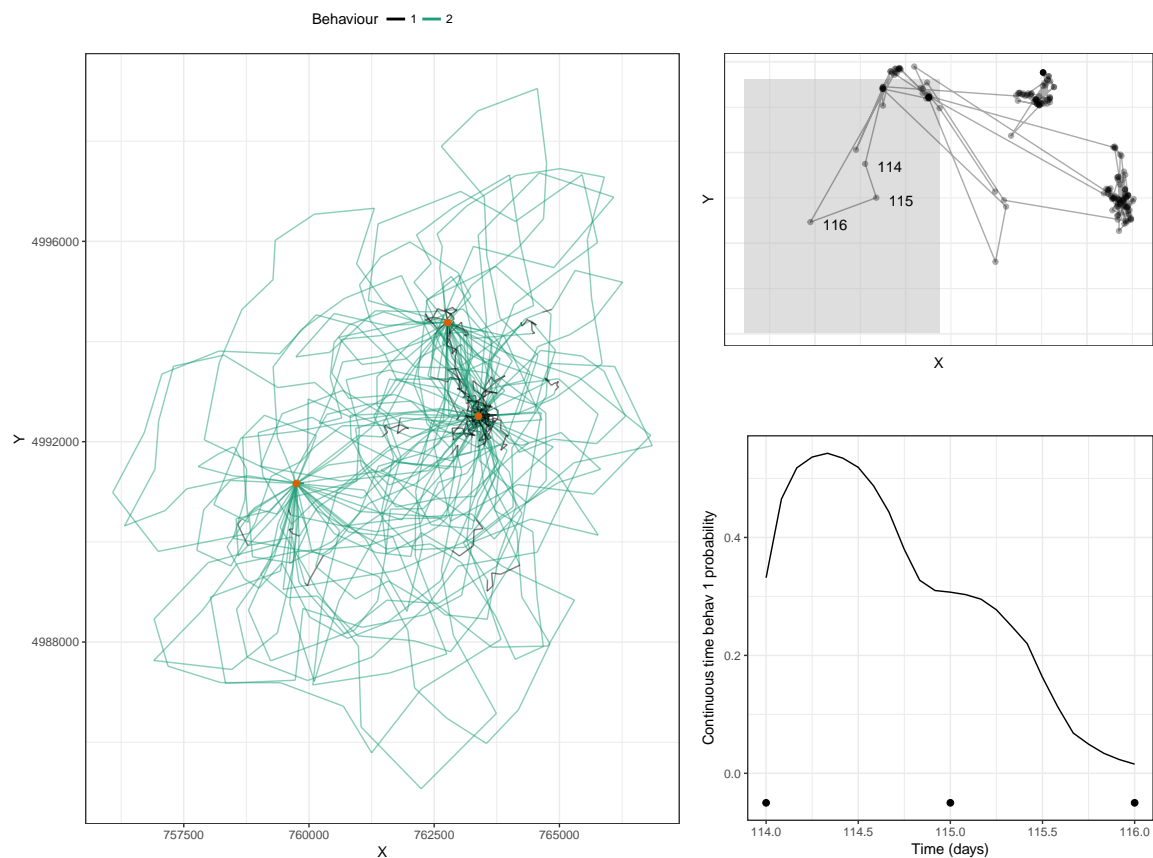 Behaviour 1 2
4996000
4992000
4988000
Y
757500 760000 762500 765000
X
114
115
116
Y
X
Continuous time behav 1 probability
0.4
0.2
0.0
114.0 114.5 115.0 115.5 116.0
Time (days)